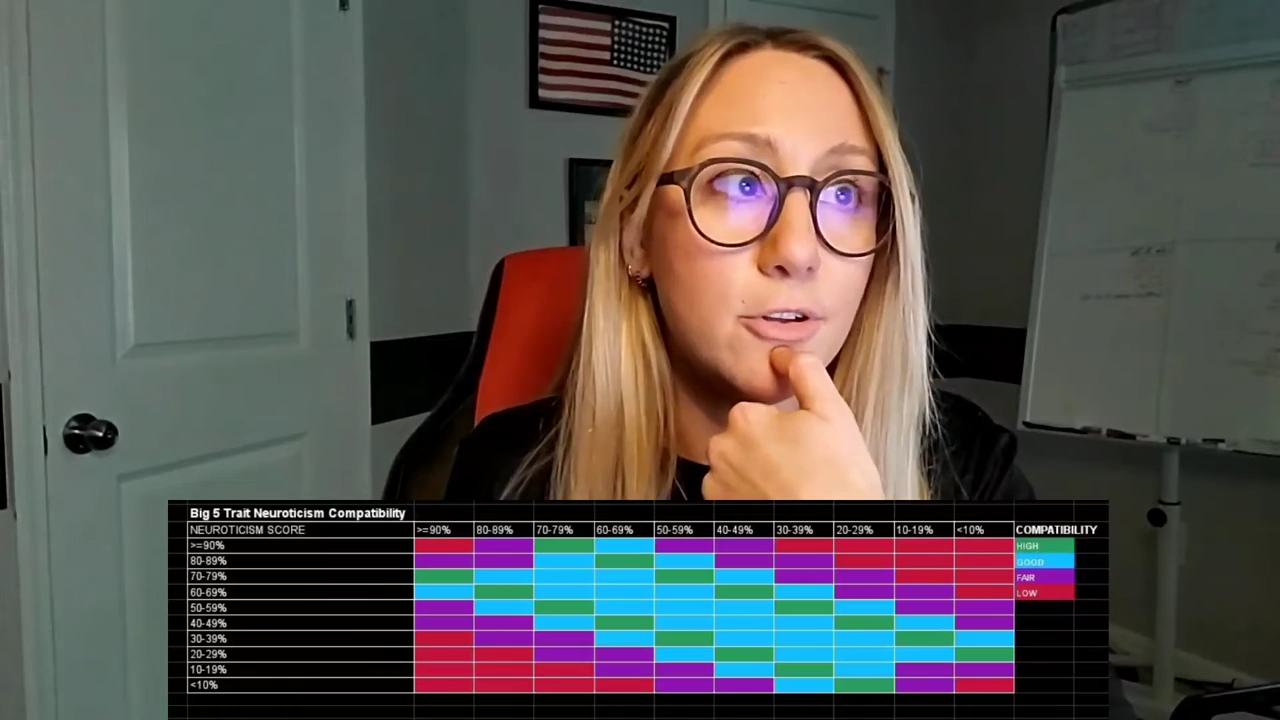 Big 5 Trait Neuroticism Compatibility
NEUROTICISM SCORE >=90% 80-89% 70-79% 60-69% 50-59% 40-49% 30-39% 20-29% 10-19% <10% COMPATIBILITY
>=90% HIGH
80-89% GOOD
70-79% FAIR
60-69% LOW
50-59%
40-49%
30-39%
20-29%
10-19%
<10%